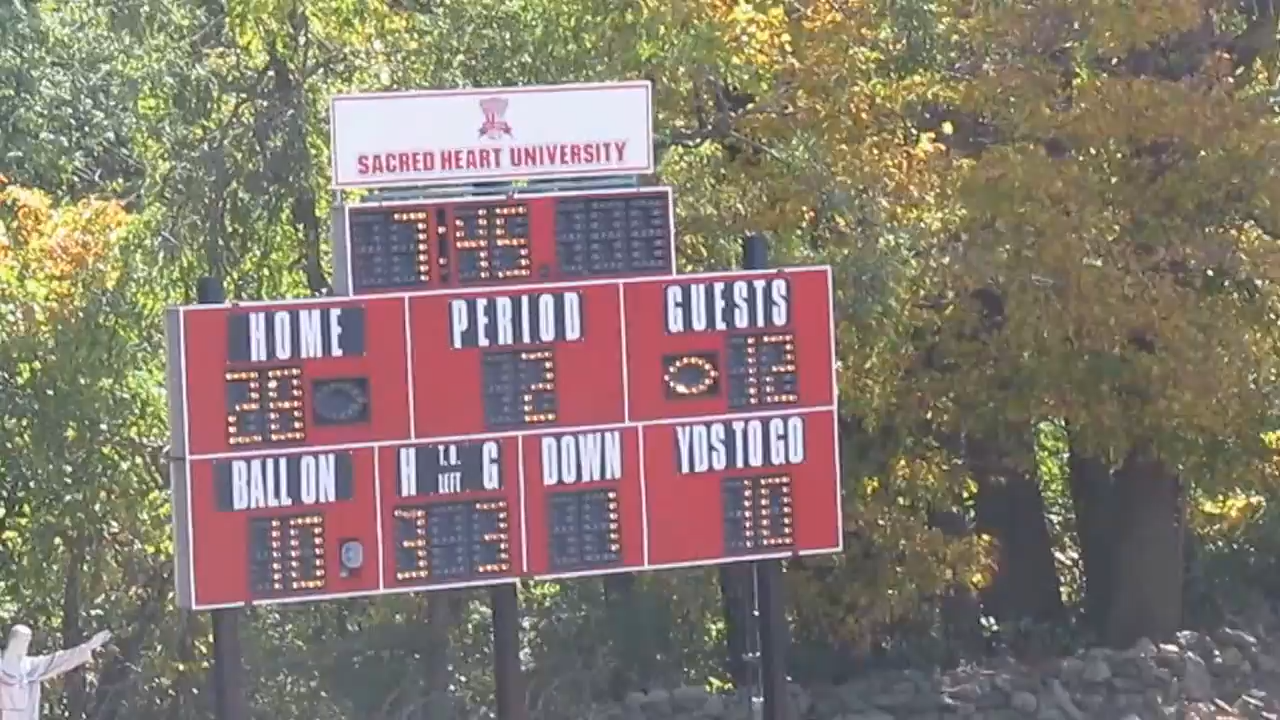 SACRED HEART UNIVERSITY
7:45
HOME PERIOD GUESTS
28 2 12
BALL ON H T.O. LEFT G DOWN YDS TO GO
10 3 3 1 10